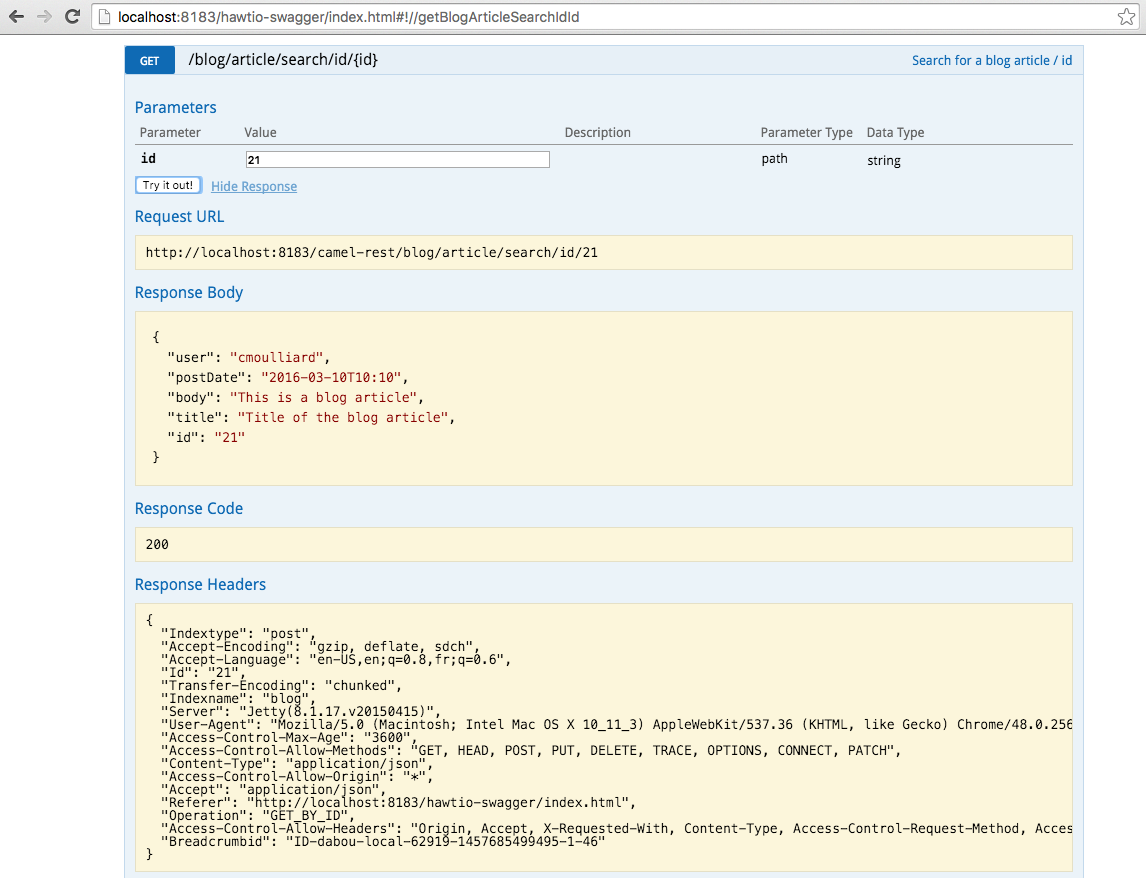 localhost:8183/hawtio-swagger/index.html#!//getBlogArticleSearchIdId
GET /blog/article/search/id/{id} Search for a blog article / id
Parameters
Parameter Value Description Parameter Type Data Type
id 21 path string
Try it out! Hide Response
Request URL
http://localhost:8183/camel-rest/blog/article/search/id/21
Response Body
{
"user": "cmoulliard",
"postDate": "2016-03-10T10:10",
"body": "This is a blog article",
"title": "Title of the blog article",
"id": "21"
}
Response Code
200
Response Headers
{
"Indextype": "post",
"Accept-Encoding": "gzip, deflate, sdch",
"Accept-Language": "en-US,en;q=0.8,fr;q=0.6",
"Id": "21",
"Transfer-Encoding": "chunked",
"Indexname": "blog",
"Server": "Jetty(8.1.17.v20150415)",
"User-Agent": "Mozilla/5.0 (Macintosh; Intel Mac OS X 10_11_3) AppleWebKit/537.36 (KHTML, like Gecko) Chrome/48.0.256
"Access-Control-Max-Age": "3600",
"Access-Control-Allow-Methods": "GET, HEAD, POST, PUT, DELETE, TRACE, OPTIONS, CONNECT, PATCH",
"Content-Type": "application/json",
"Access-Control-Allow-Origin": "*",
"Accept": "application/json",
"Referer": "http://localhost:8183/hawtio-swagger/index.html",
"Operation": "GET_BY_ID",
"Access-Control-Allow-Headers": "Origin, Accept, X-Requested-With, Content-Type, Access-Control-Request-Method, Acces
"Breadcrumbid": "ID-dabou-local-62919-1457685499495-1-46"
}